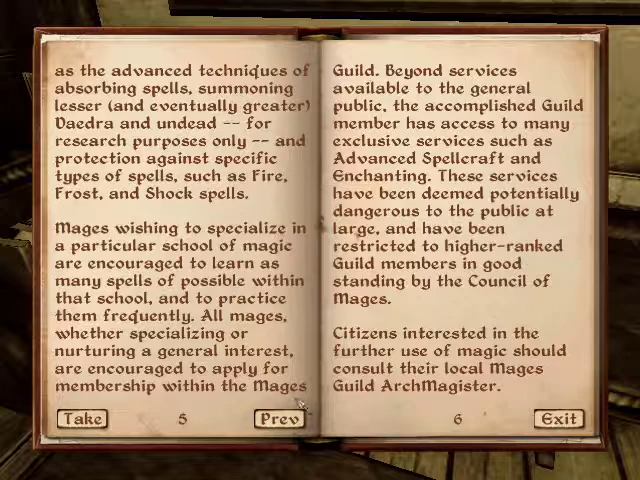 as the advanced techniques of
absorbing spells, summoning
lesser (and eventually greater)
Daedra and undead -- for
research purposes only -- and
protection against specific
types of spells, such as Fire,
Frost, and Shock spells.
Mages wishing to specialize in
a particular school of magic
are encouraged to learn as
many spells of possible within
that school, and to practice
them frequently. All mages,
whether specializing or
nurturing a general interest,
are encouraged to apply for
membership within the Mages
Take
5
Prev
Guild. Beyond services
available to the general
public, the accomplished Guild
member has access to many
exclusive services such as
Advanced Spellcraft and
Enchanting. These services
have been deemed potentially
dangerous to the public at
large, and have been
restricted to higher-ranked
Guild members in good
standing by the Council of
Mages.
Citizens interested in the
further use of magic should
consult their local Mages
Guild ArchMagister.
6
Exit